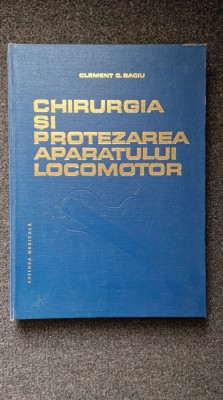 CLEMENT C. BACIU
CHIRURGIA
ȘI
PROTEZAREA
APARATULUI
LOCOMOTOR
EDITURA MEDICALĂ